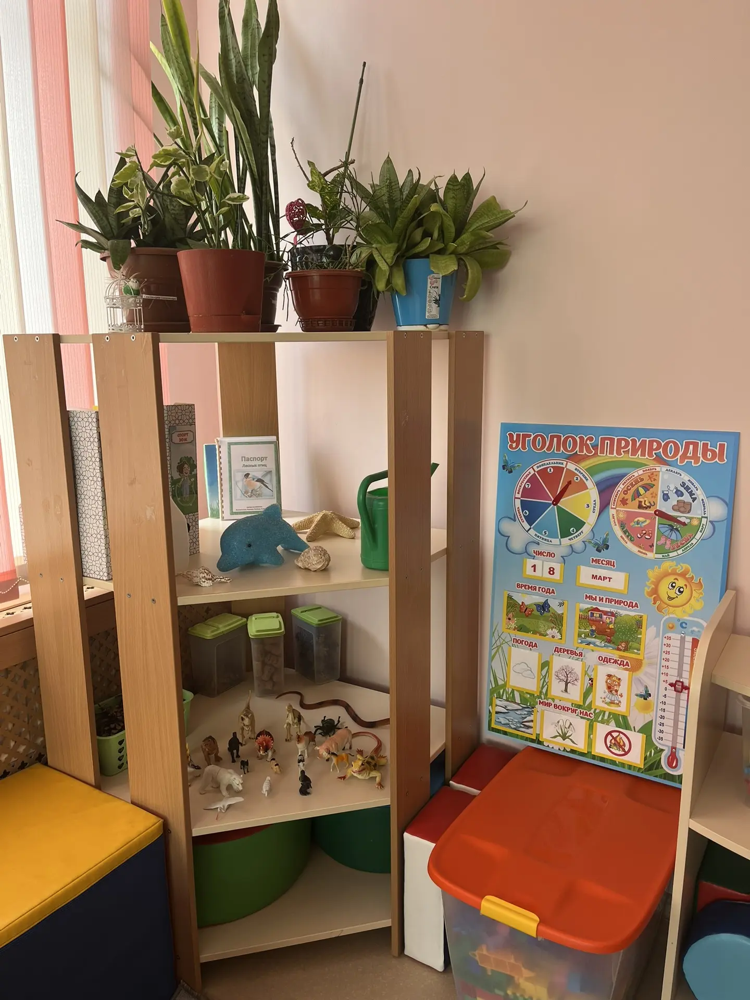 Crete
СПОРТ
ЗОЖ
Паспорт
Лесных птиц
УГОЛОК ПРИРОДЫ
ПОНЕДЕЛЬНИК
ВТОРНИК
СРЕДА
ЧЕТВЕРГ
ПЯТНИЦА
СУББОТА
ВОСКРЕСЕНЬЕ
1
2
3
4
5
6
7
ДЕКАБРЬ
ЯНВАРЬ
ФЕВРАЛЬ
МАРТ
АПРЕЛЬ
МАЙ
ИЮНЬ
ИЮЛЬ
АВГУСТ
СЕНТЯБРЬ
ОКТЯБРЬ
НОЯБРЬ
ОСЕНЬ
ЗИМА
ЛЕТО
ВЕСНА
ЧИСЛО
1 8
МЕСЯЦ
МАРТ
ВРЕМЯ ГОДА
МЫ И ПРИРОДА
ПОГОДА
ДЕРЕВЬЯ
ОДЕЖДА
МИР ВОКРУГ НАС
°C
+35
+30
+25
+20
+15
+10
+5
0
-5
-10
-15
-20
-25
-30
-35